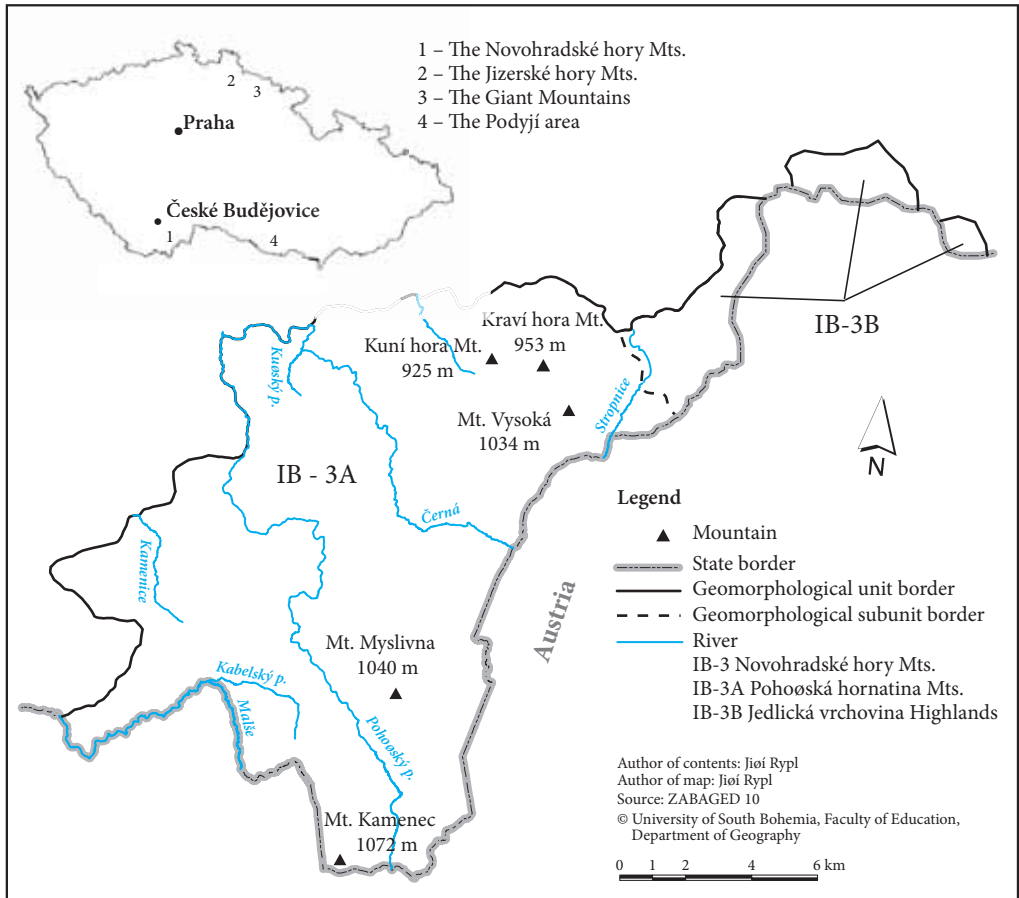 1 – The Novohradské hory Mts.
2 – The Jizerské hory Mts.
3 – The Giant Mountains
4 – The Podyjí area
2
3
Praha
České Budějovice
1
4
IB-3B
Kraví hora Mt.
953 m
Kuní hora Mt.
925 m
Mt. Vysoká
1034 m
Kuøský p.
Stropnice
N
IB - 3A
Černá
Kamenice
Austria
Mt. Myslivna
1040 m
Kabelský p.
Malše
Pohoøský p.
Mt. Kamenec
1072 m
Legend
Mountain
State border
Geomorphological unit border
Geomorphological subunit border
River
IB-3 Novohradské hory Mts.
IB-3A Pohoøská hornatina Mts.
IB-3B Jedlická vrchovina Highlands
Author of contents: Jiøí Rypl
Author of map: Jiøí Rypl
Source: ZABAGED 10
© University of South Bohemia, Faculty of Education,
Department of Geography
0 1 2 4 6 km